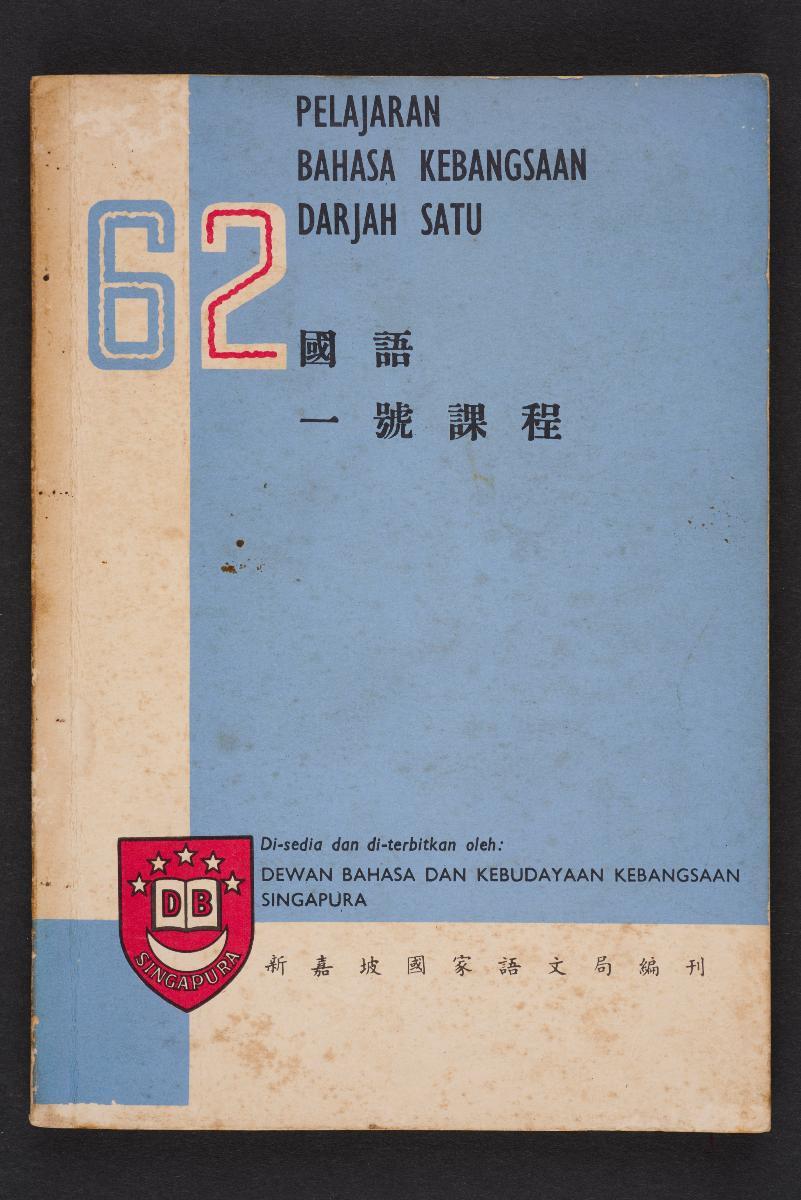 PELAJARAN
BAHASA KEBANGSAAN
DARJAH SATU
62
國語
一號課程
Di-sedia dan di-terbitkan oleh:
DEWAN BAHASA DAN KEBUDAYAAN KEBANGSAAN
SINGAPURA
DB
SINGAPURA
新嘉坡國家語文局編刊